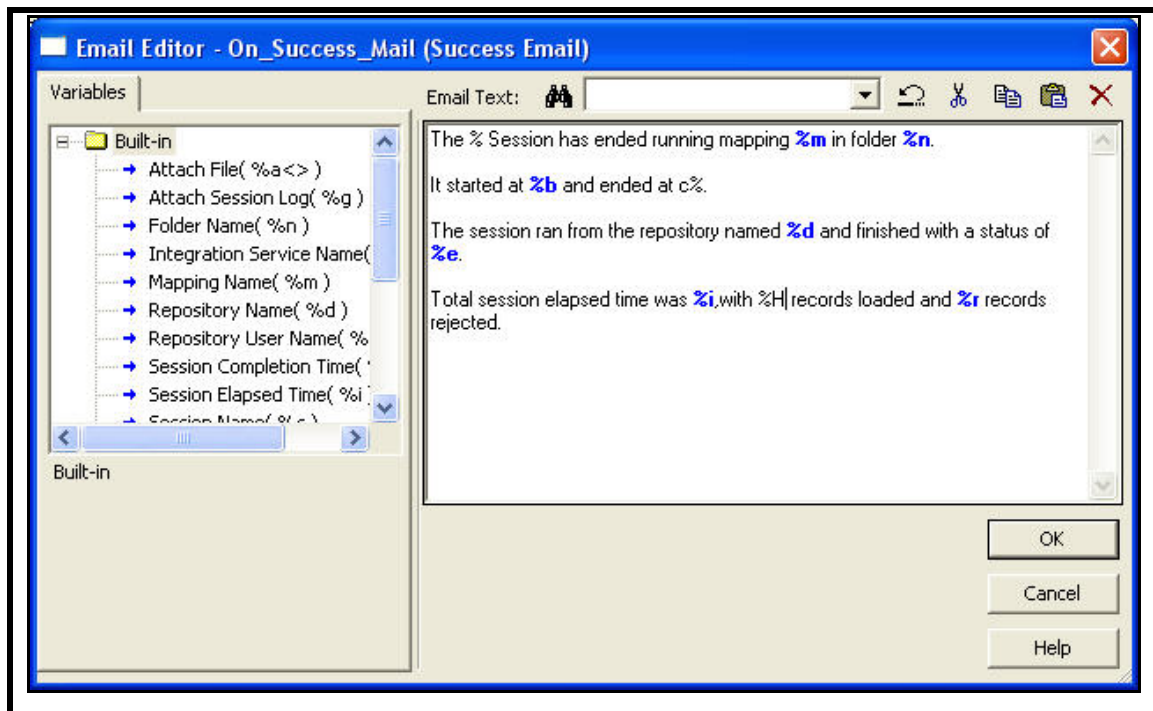 Email Editor - On_Success_Mail (Success Email)
Variables
Email Text:
Built-in
Attach File( %a<> )
Attach Session Log( %g )
Folder Name( %n )
Integration Service Name(
Mapping Name( %m )
Repository Name( %d )
Repository User Name( %
Session Completion Time(
Session Elapsed Time( %i
Session Name( %s )
Built-in
The % Session has ended running mapping %m in folder %n.
It started at %b and ended at c%.
The session ran from the repository named %d and finished with a status of
%e.
Total session elapsed time was %i,with %H records loaded and %r records
rejected.
OK
Cancel
Help